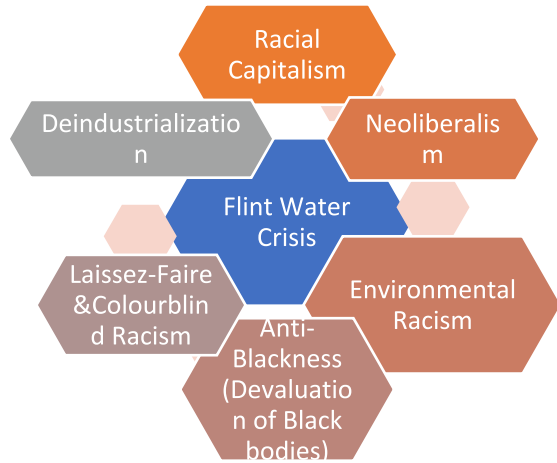 Racial
Capitalism
Deindustrializatio
n
Neoliberalis
m
Flint Water
Crisis
Laissez-Faire
&Colourblin
d Racism
Environmental
Racism
Anti-
Blackness
(Devaluatio
n of Black
bodies)